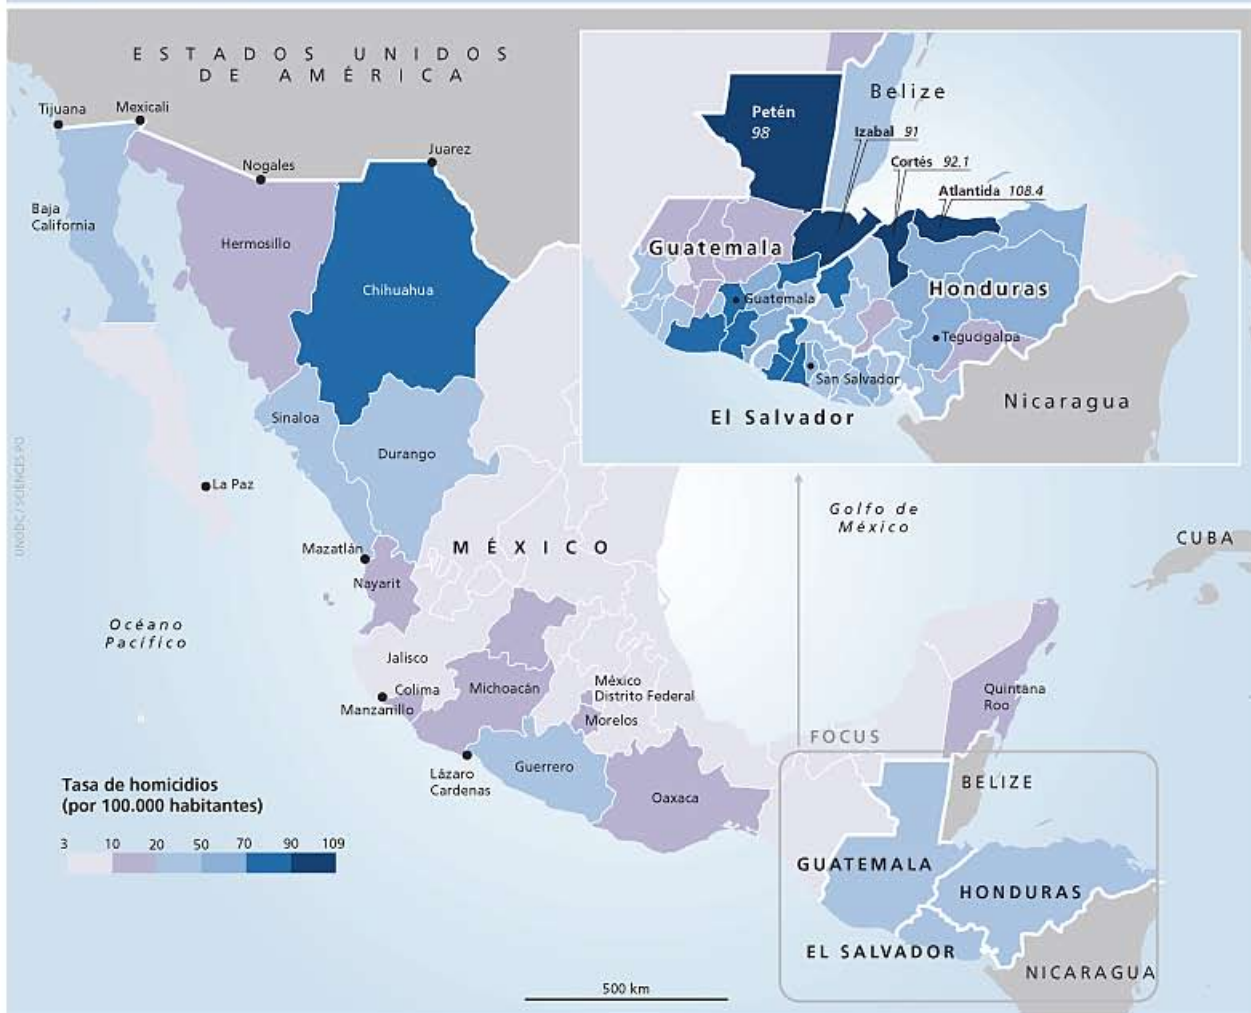 ESTADOS UNIDOS
DE AMÉRICA
Tijuana
Mexicali
Nogales
Juarez
Baja
California
Hermosillo
Chihuahua
Sinaloa
Durango
La Paz
Mazatlán
Nayarit
MÉXICO
Océano
Pacífico
Jalisco
Colima
Manzanillo
Michoacán
México
Distrito Federal
Morelos
Lázaro
Cardenas
Guerrero
Oaxaca
Golfo de
México
CUBA
Quintana
Roo
FOCUS
BELIZE
GUATEMALA
HONDURAS
EL SALVADOR
NICARAGUA
Petén
98
Belize
Izabal 91
Cortés 92.1
Atlantida 108.4
Guatemala
Guatemala
Honduras
Tegucigalpa
San Salvador
El Salvador
Nicaragua
Tasa de homicidios
(por 100.000 habitantes)
3 10 20 50 70 90 109
500 km
UNODC / SCIENCES PO